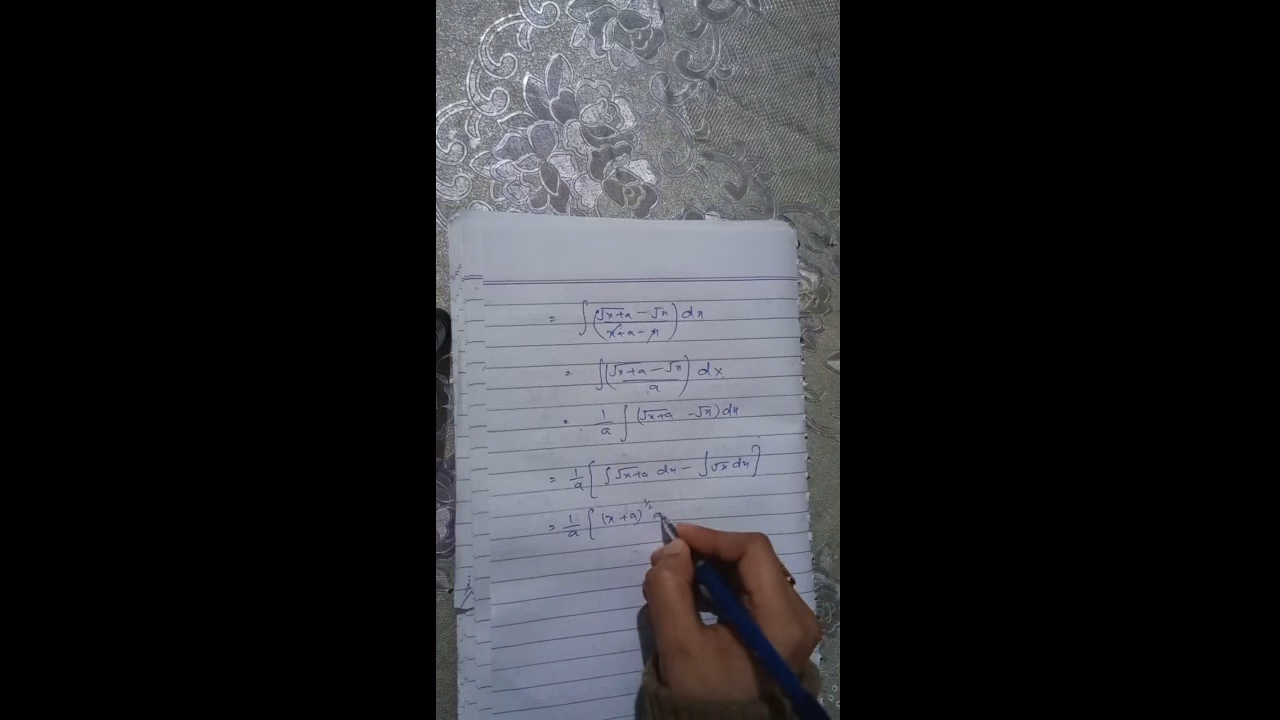 = ∫ (√x+a - √x / x+a-x) dx
= ∫ (√x+a - √x / a) dx
= 1/a ∫ (√x+a - √x) dx
= 1/a [ ∫ √x+a dx - ∫ √x dx ]
= 1/a [ (x+a)^1/2